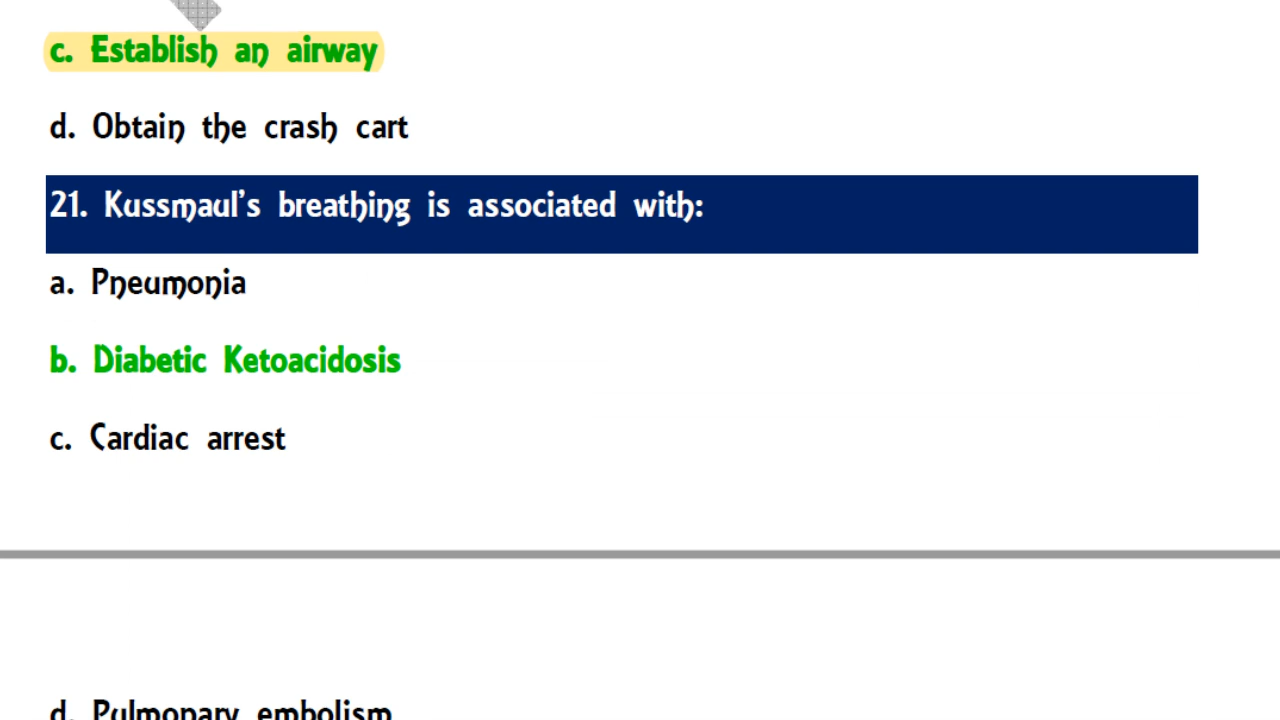 c. Establish an airway
d. Obtain the crash cart
21. Kussmaul's breathing is associated with:
a. Pneumonia
b. Diabetic Ketoacidosis
c. Cardiac arrest
d. Pulmonary embolism